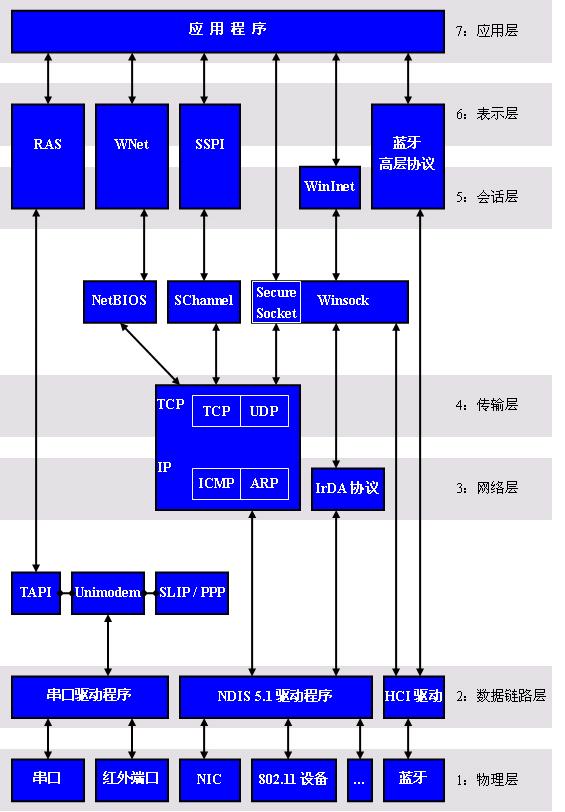 应 用 程 序
7：应用层
6：表示层
RAS
WNet
SSPI
蓝牙
高层协议
WinInet
5：会话层
NetBIOS
SChannel
Secure
Socket
Winsock
TCP
TCP
UDP
4：传输层
IP
ICMP
ARP
IrDA 协议
3：网络层
TAPI
Unimodem
SLIP / PPP
串口驱动程序
NDIS 5.1 驱动程序
HCI 驱动
2：数据链路层
串口
红外端口
NIC
802.11 设备
...
蓝牙
1：物理层